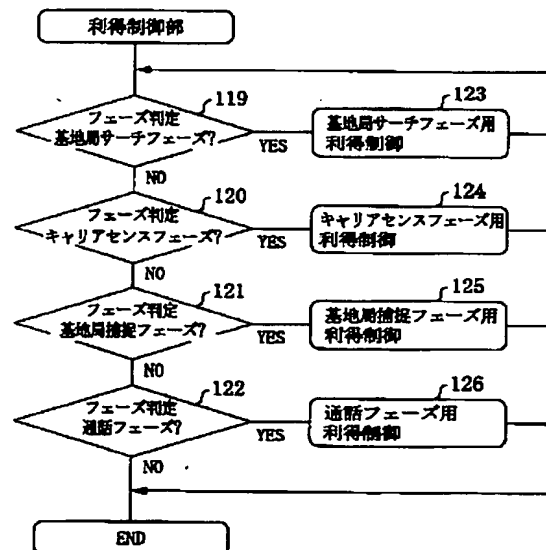 利得制御部
119
フェーズ判定
基地局サーチフェーズ?
YES
123
基地局サーチフェーズ用
利得制御
NO
120
フェーズ判定
キャリアセンスフェーズ?
YES
124
キャリアセンスフェーズ用
利得制御
NO
121
フェーズ判定
基地局捕捉フェーズ?
YES
125
基地局捕捉フェーズ用
利得制御
NO
122
フェーズ判定
通話フェーズ?
YES
126
通話フェーズ用
利得制御
NO
END